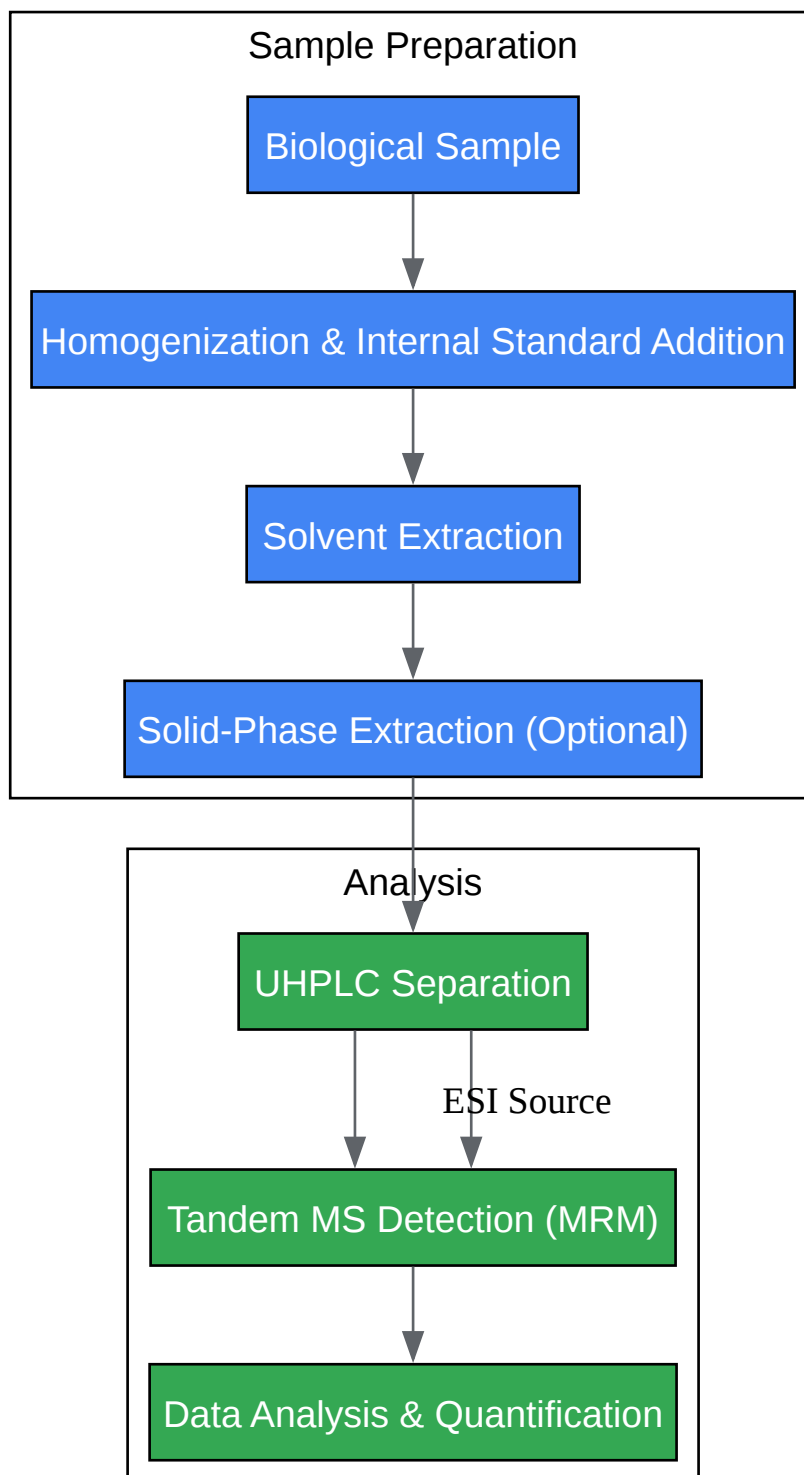 Sample Preparation
Biological Sample
Homogenization & Internal Standard Addition
Solvent Extraction
Solid-Phase Extraction (Optional)
Analysis
UHPLC Separation
ESI Source
Tandem MS Detection (MRM)
Data Analysis & Quantification